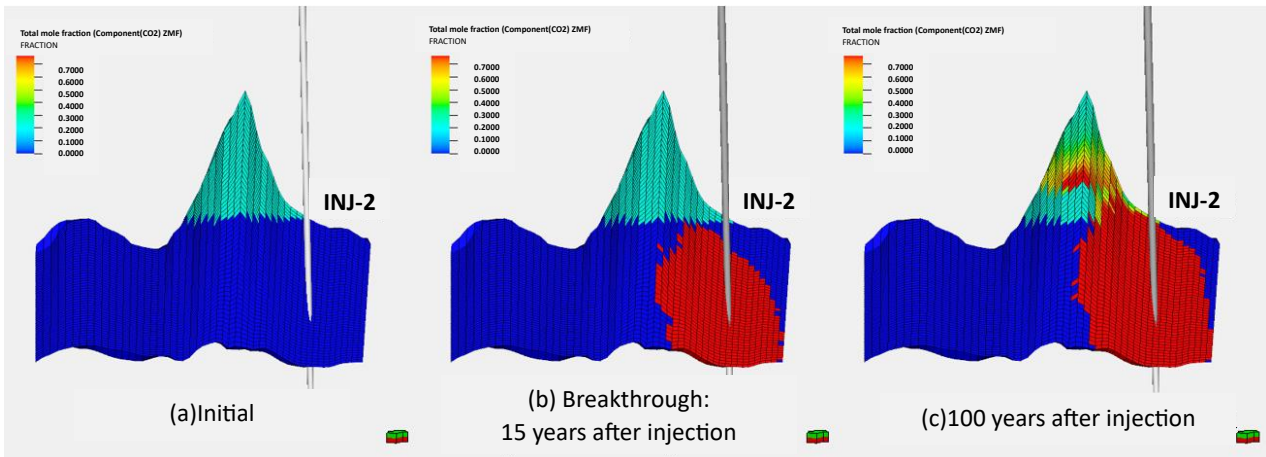 Total mole fraction (Component(CO2) ZMF)
FRACTION
0.7000
0.6000
0.5000
0.4000
0.3000
0.2000
0.1000
0.0000
INJ-2
(a)Initial
Total mole fraction (Component(CO2) ZMF)
FRACTION
0.7000
0.6000
0.5000
0.4000
0.3000
0.2000
0.1000
0.0000
INJ-2
(b) Breakthrough:
15 years after injection
Total mole fraction (Component(CO2) ZMF)
FRACTION
0.7000
0.6000
0.5000
0.4000
0.3000
0.2000
0.1000
0.0000
INJ-2
(c)100 years after injection